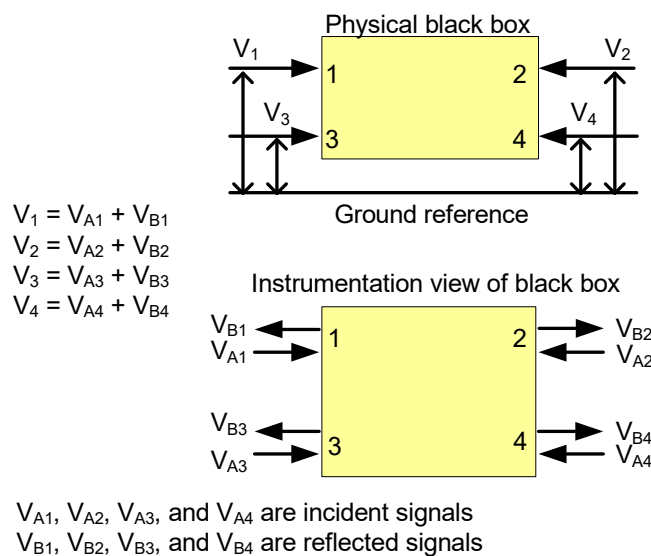 Physical black box
V1 V2
1 2
V3 V4
3 4
Ground reference
V1 = VA1 + VB1
V2 = VA2 + VB2
V3 = VA3 + VB3
V4 = VA4 + VB4
Instrumentation view of black box
VB1 1 2 VB2
VA1 VA2
VB3 3 4 VB4
VA3 VA4
VA1, VA2, VA3, and VA4 are incident signals
VB1, VB2, VB3, and VB4 are reflected signals